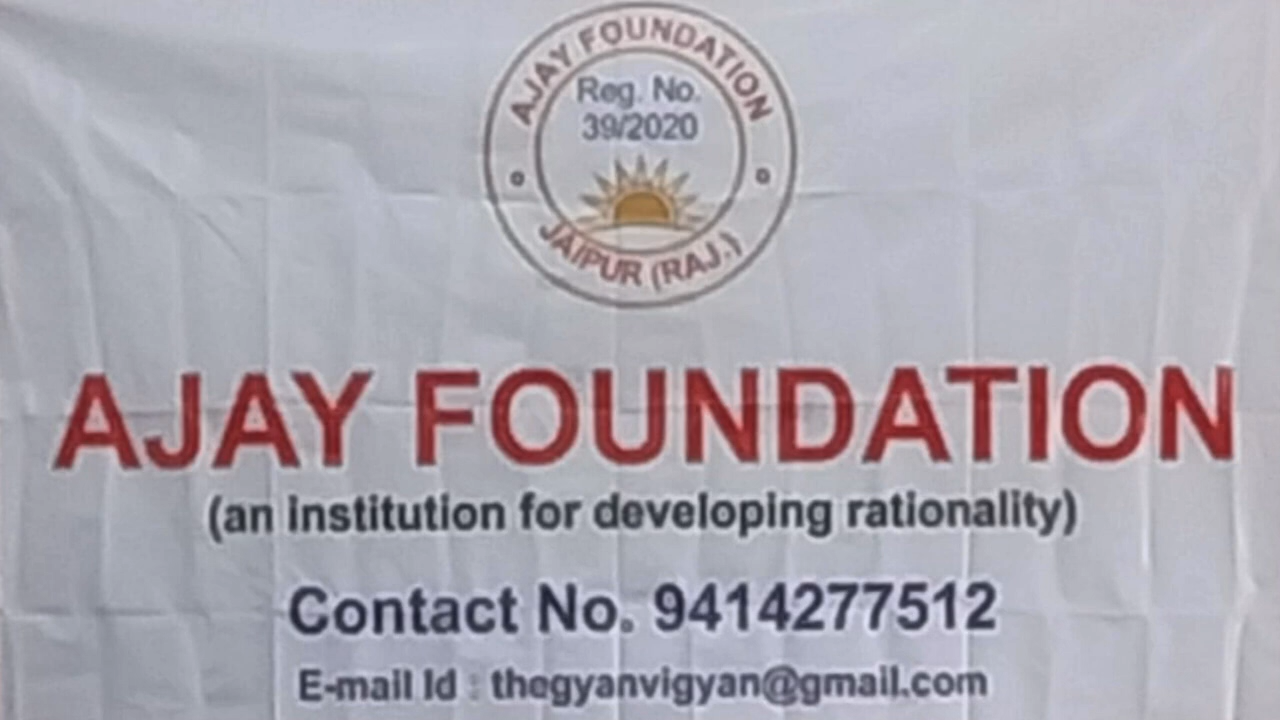 AJAY FOUNDATION
Reg. No.
39/2020
JAIPUR (RAJ.)
AJAY FOUNDATION
(an institution for developing rationality)
Contact No. 9414277512
E-mail Id : thegyanvigyan@gmail.com